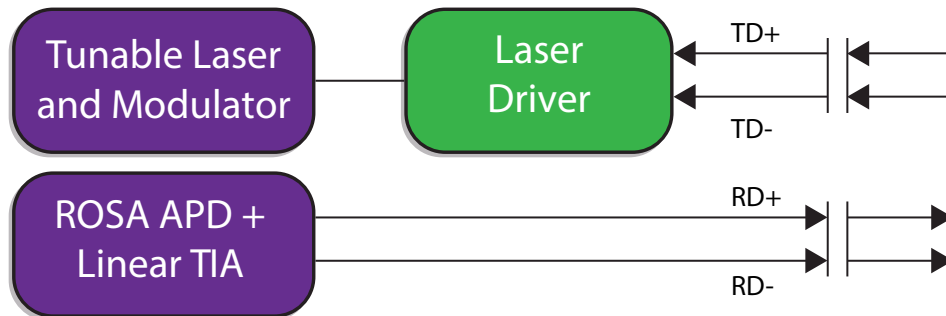 Tunable Laser
and Modulator
Laser
Driver
TD+
TD-
ROSA APD +
Linear TIA
RD+
RD-